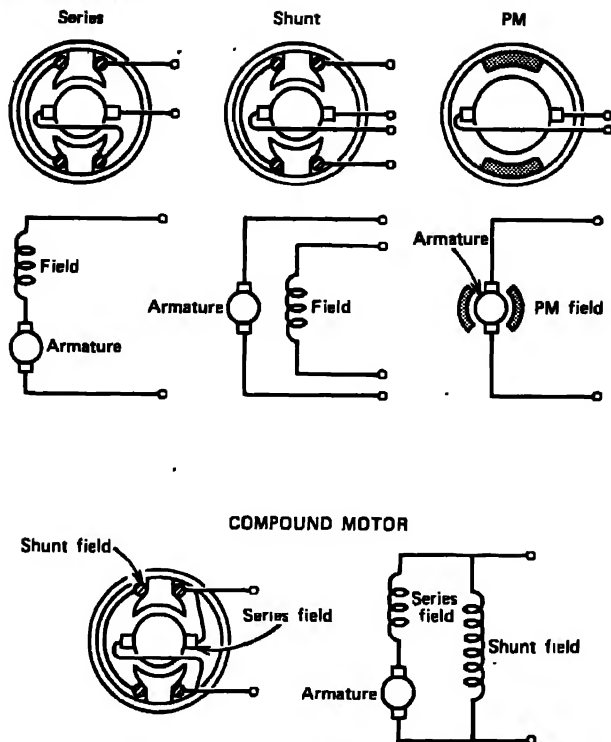 Series
Shunt
PM
Field
Armature
Armature
Field
Armature
PM field
COMPOUND MOTOR
Shunt field
Series field
Armature
Series
field
Shunt field